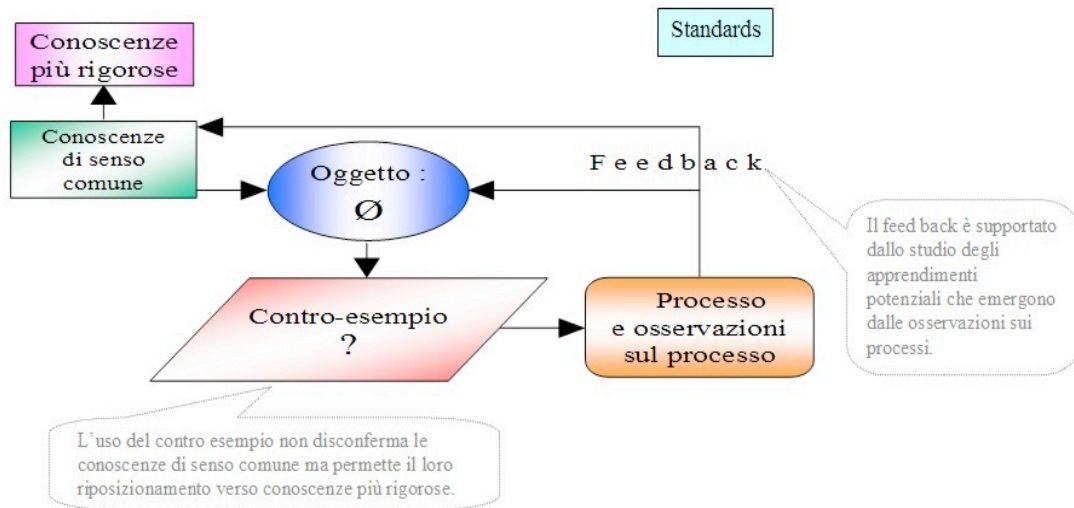 Standards
Conoscenze
più rigorose
Conoscenze
di senso
comune
Oggetto :
Ø
Feedback
Il feed back è supportato
dallo studio degli
apprendimenti
potenziali che emergono
dalle osservazioni sui
processi.
Contro-esempio
?
Processo
e osservazioni
sul processo
L'uso del contro esempio non disconferma le
conoscenze di senso comune ma permette il loro
riposizionamento verso conoscenze più rigorose.